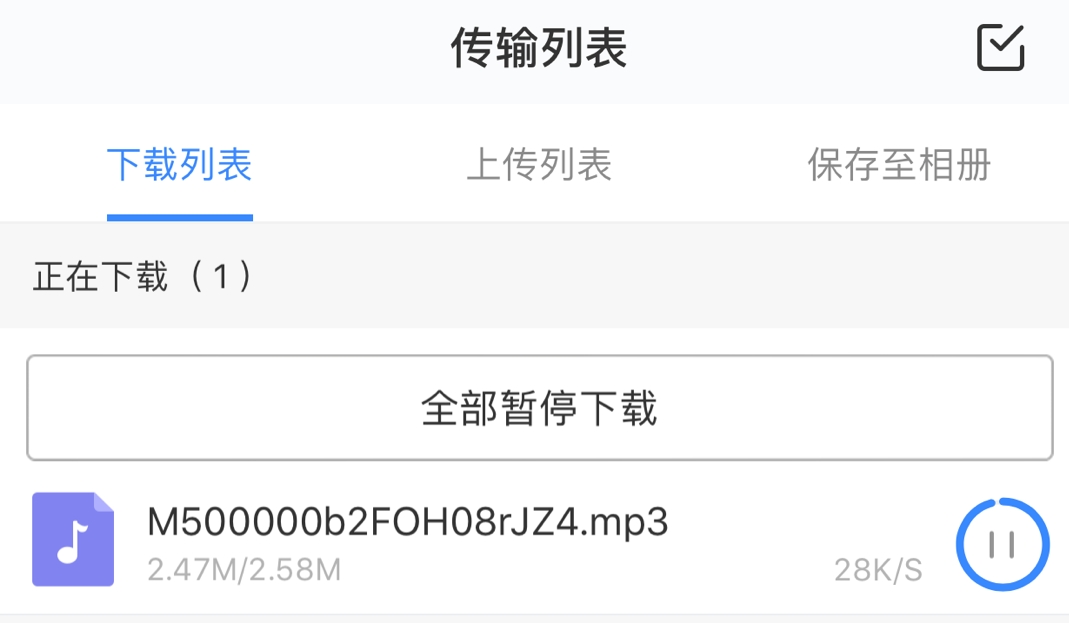 传输列表
下载列表 上传列表 保存至相册
正在下载（1）
全部暂停下载
M500000b2FOH08rJZ4.mp3
2.47M/2.58M 28K/S